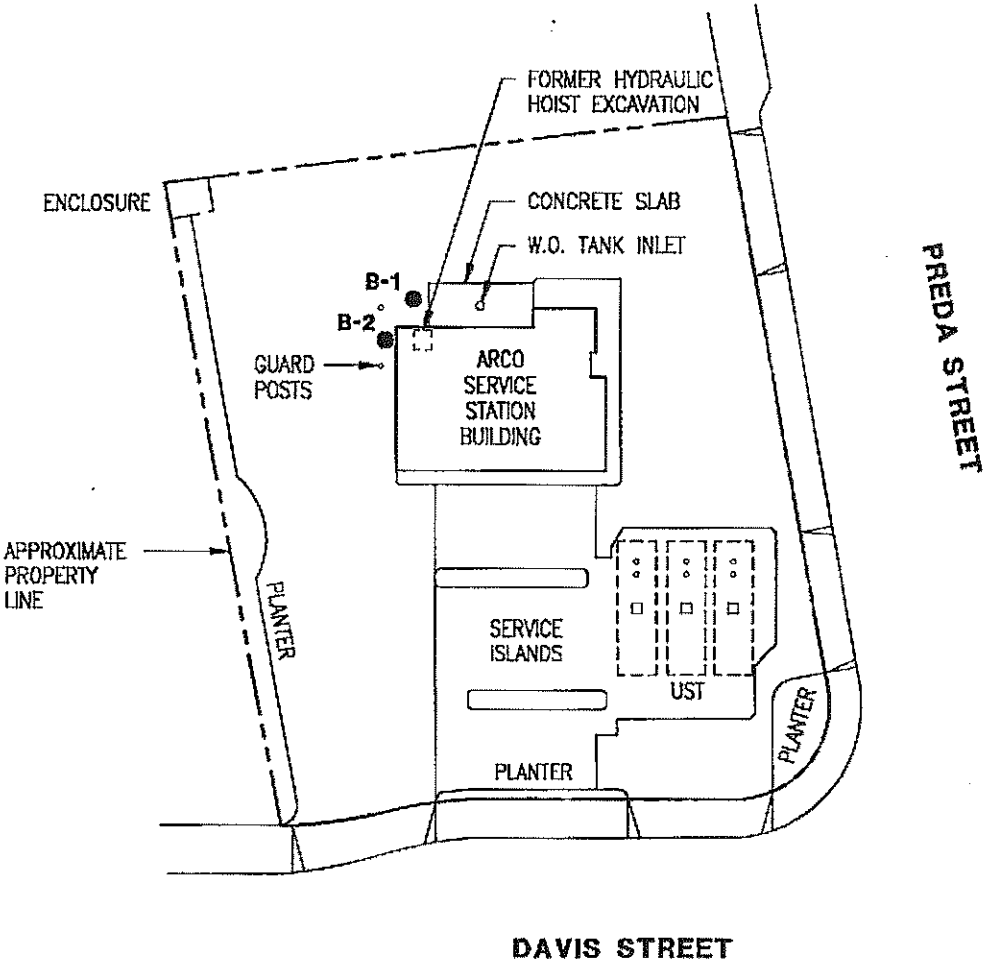 FORMER HYDRAULIC
HOIST EXCAVATION
ENCLOSURE
CONCRETE SLAB
W.O. TANK INLET
B-1
B-2
GUARD
POSTS
ARCO
SERVICE
STATION
BUILDING
PREDA STREET
APPROXIMATE
PROPERTY
LINE
PLANTER
SERVICE
ISLANDS
UST
PLANTER
PLANTER
DAVIS STREET